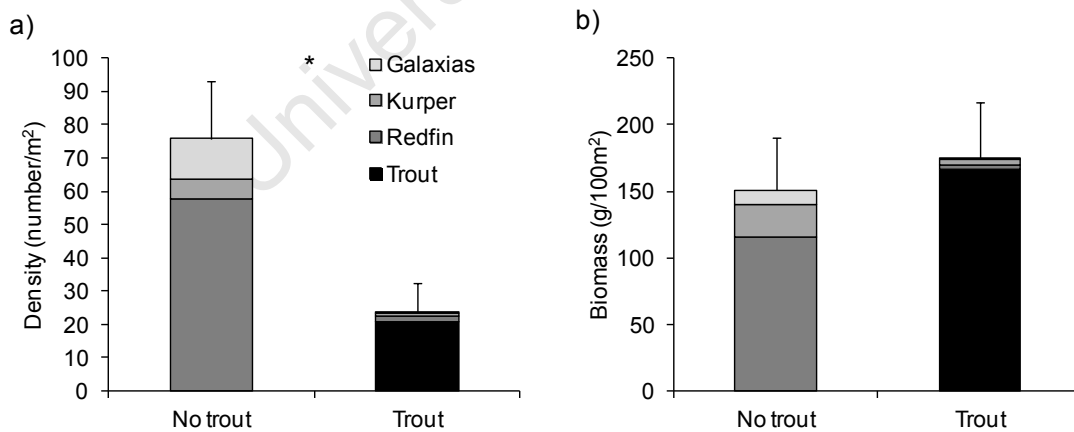 a)
Density (number/m²)
100
90
80
70
60
50
40
30
20
10
0
*
Galaxias
Kurper
Redfin
Trout
No trout
Trout
Univer
b)
Biomass (g/100m²)
250
200
150
100
50
0
No trout
Trout